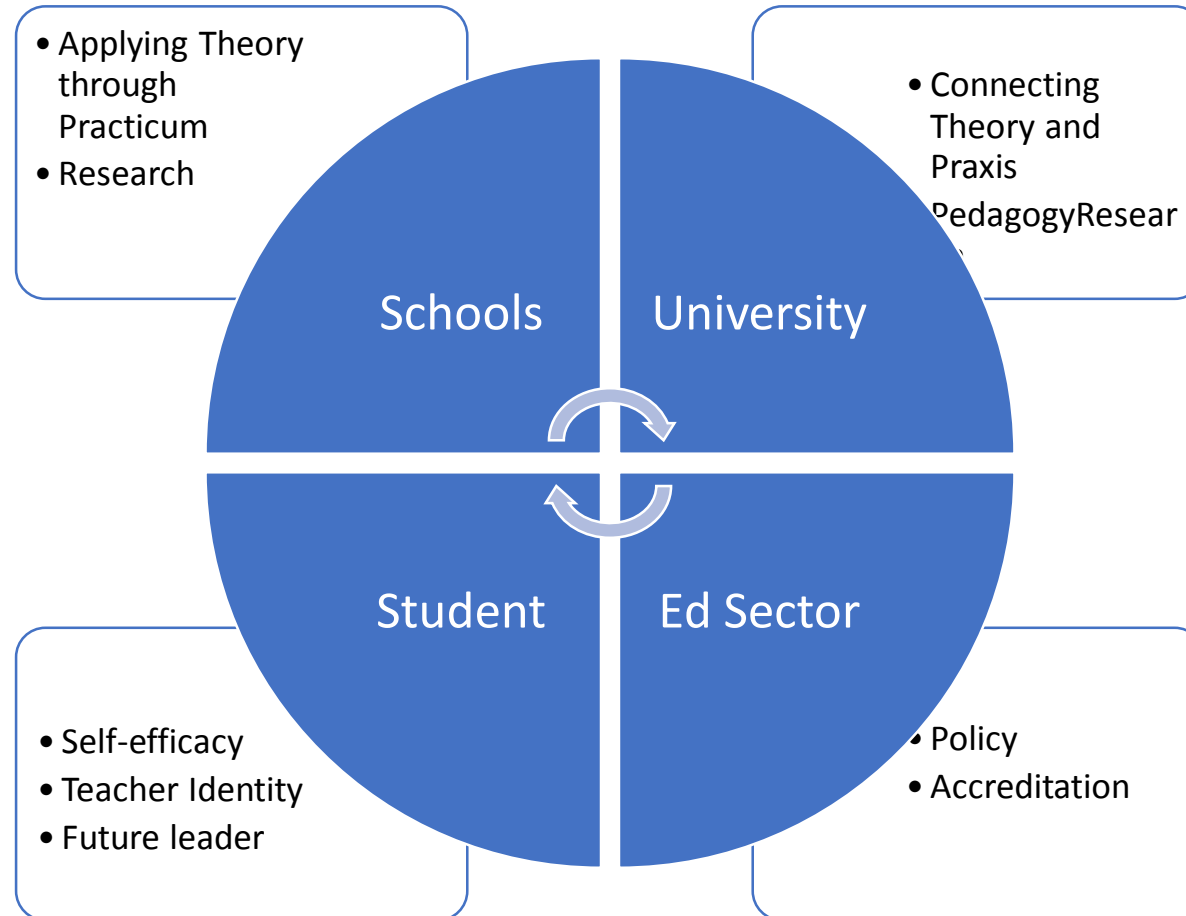 • Applying Theory
through
Practicum
• Research
• Connecting
Theory and
Praxis
PedagogyResear
Schools
University
Student
Ed Sector
• Self-efficacy
• Teacher Identity
• Future leader
• Policy
• Accreditation